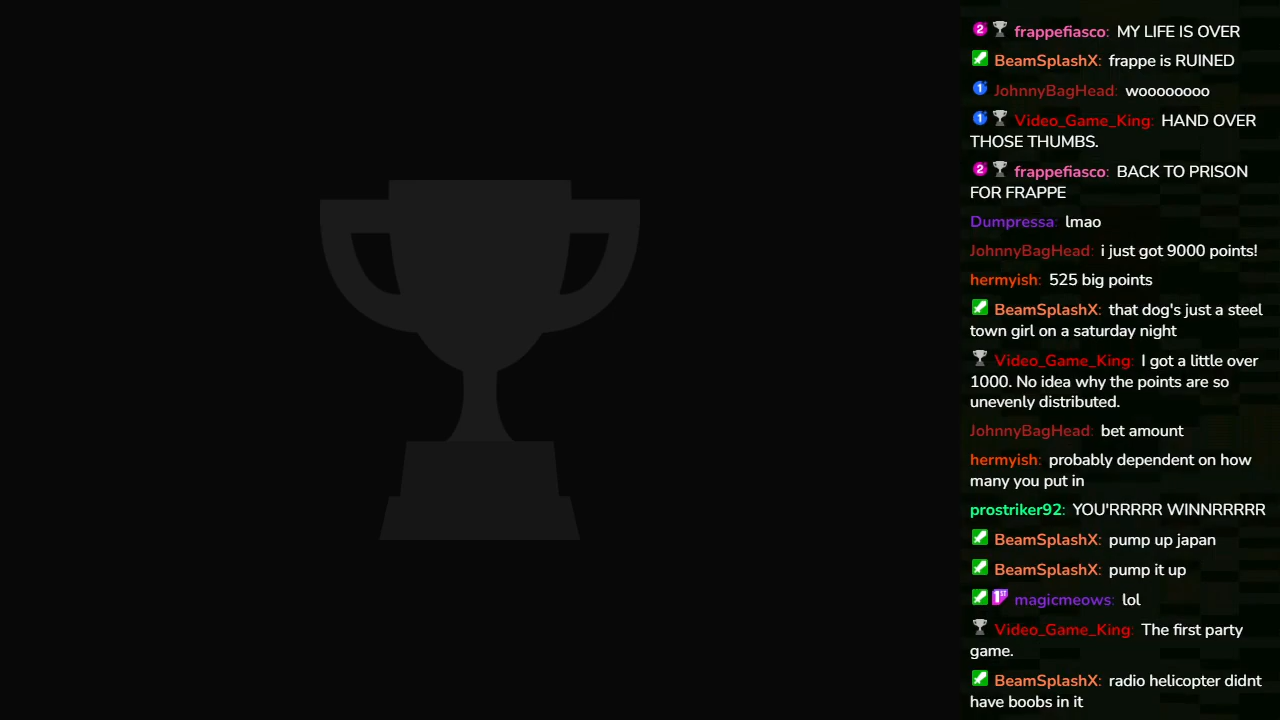 2 frappefiasco: MY LIFE IS OVER
BeamSplashX: frappe is RUINED
1 JohnnyBagHead: woooooooo
1 Video_Game_King: HAND OVER
THOSE THUMBS.
2 frappefiasco: BACK TO PRISON
FOR FRAPPE
Dumpressa: lmao
JohnnyBagHead: i just got 9000 points!
hermyish: 525 big points
BeamSplashX: that dog's just a steel
town girl on a saturday night
Video_Game_King: I got a little over
1000. No idea why the points are so
unevenly distributed.
JohnnyBagHead: bet amount
hermyish: probably dependent on how
many you put in
prostriker92: YOU'RRRRR WINNRRRRR
BeamSplashX: pump up japan
BeamSplashX: pump it up
1ST magicmeows: lol
Video_Game_King: The first party
game.
BeamSplashX: radio helicopter didnt
have boobs in it